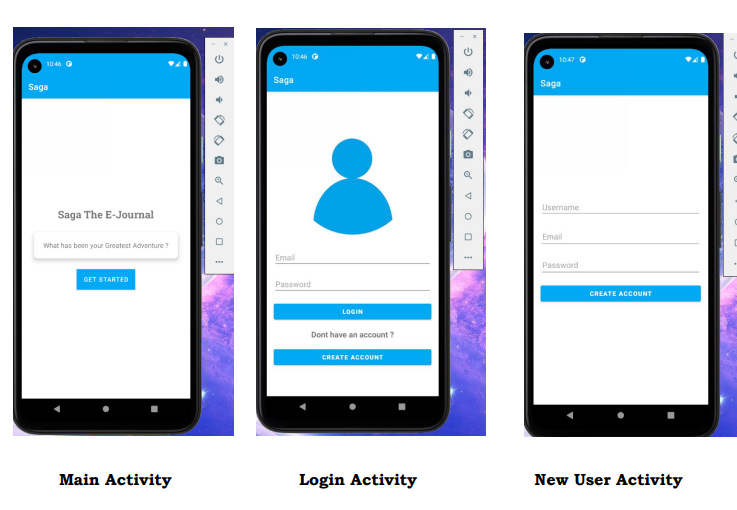 10:46
Saga
Saga The E-Journal
What has been your Greatest Adventure ?
GET STARTED
Main Activity
10:46
Saga
Email
Password
LOGIN
Dont have an account ?
CREATE ACCOUNT
Login Activity
10:47
Saga
Username
Email
Password
CREATE ACCOUNT
New User Activity